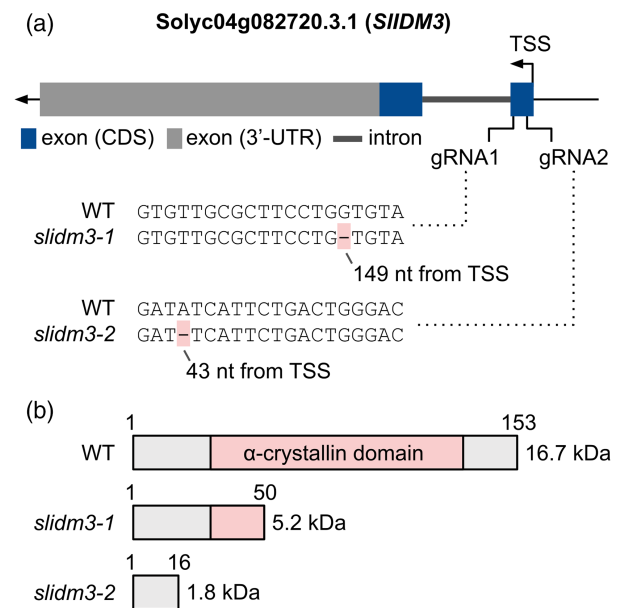 (a)
Solyc04g082720.3.1 (SlIDM3)
TSS
exon (CDS) exon (3'-UTR) intron
gRNA1 gRNA2
WT GTGTTGCGCTTCCTGGTGTA
slidm3-1 GTGTTGCGCTTCCTG-TGTA
149 nt from TSS
WT GATATCATTCTGACTGGGAC
slidm3-2 GAT-TCATTCTGACTGGGAC
43 nt from TSS
(b)
1 153
WT α-crystallin domain 16.7 kDa
1 50
slidm3-1 5.2 kDa
1 16
slidm3-2 1.8 kDa